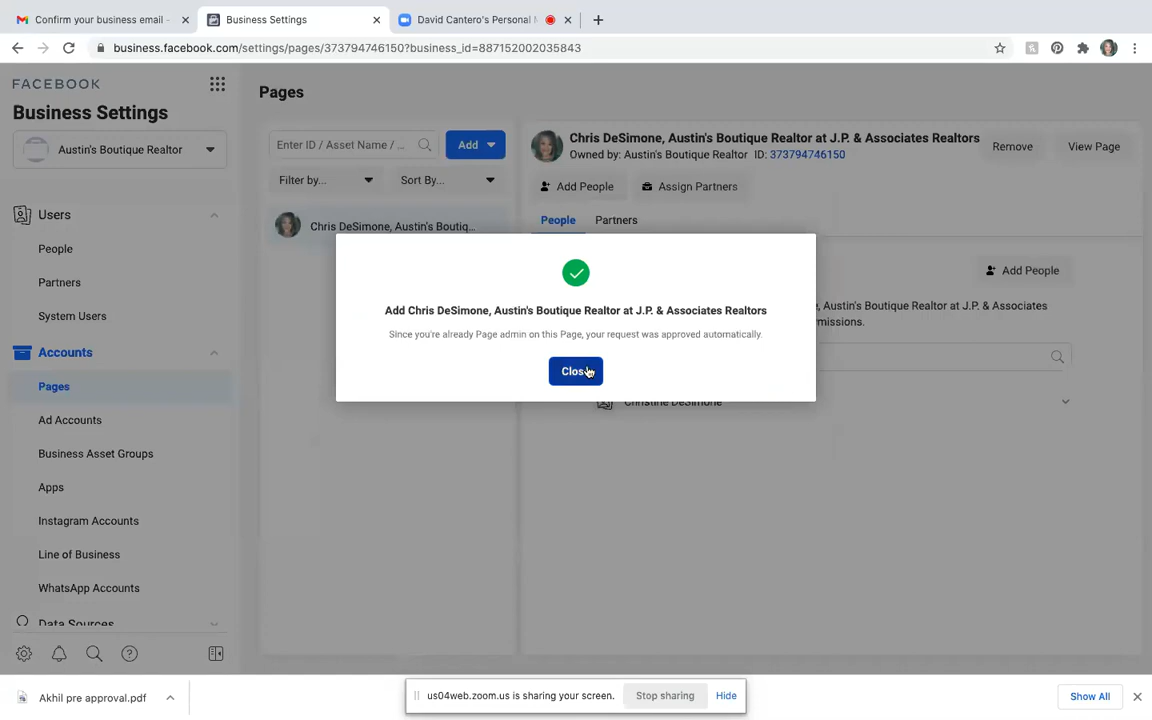 Confirm your business email -
Business Settings
David Cantero's Personal M
business.facebook.com/settings/pages/373794746150?business_id=887152002035843
FACEBOOK
Business Settings
Austin's Boutique Realtor
Users
People
Partners
System Users
Accounts
Pages
Ad Accounts
Business Asset Groups
Apps
Instagram Accounts
Line of Business
WhatsApp Accounts
Data Sources
Pages
Enter ID / Asset Name / ...
Add
Filter by...
Sort By...
Chris DeSimone, Austin's Boutiq...
Chris DeSimone, Austin's Boutique Realtor at J.P. & Associates Realtors
Owned by: Austin's Boutique Realtor ID: 373794746150
Remove
View Page
Add People
Assign Partners
People
Partners
Add People
, Austin's Boutique Realtor at J.P. & Associates
missions.
Christine DeSimone
Add Chris DeSimone, Austin's Boutique Realtor at J.P. & Associates Realtors
Since you're already Page admin on this Page, your request was approved automatically.
Close
Akhil pre approval.pdf
us04web.zoom.us is sharing your screen.
Stop sharing
Hide
Show All